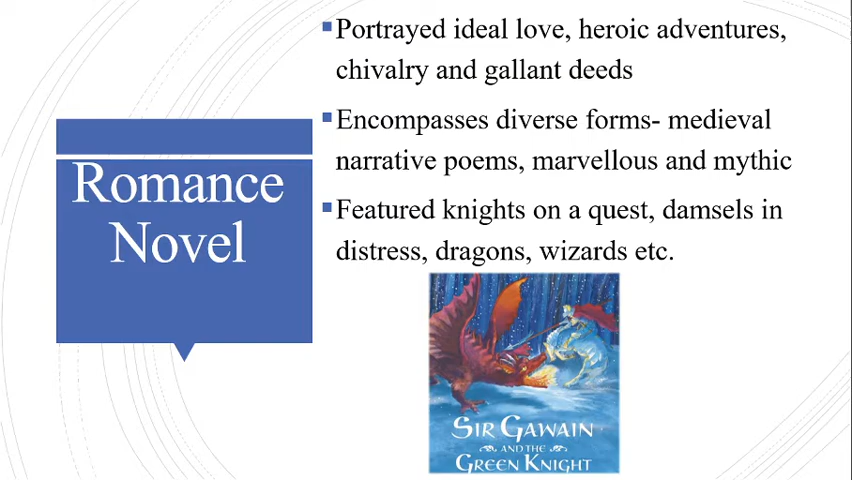 Romance
Novel
Portrayed ideal love, heroic adventures,
chivalry and gallant deeds
Encompasses diverse forms- medieval
narrative poems, marvellous and mythic
Featured knights on a quest, damsels in
distress, dragons, wizards etc.
SIR GAWAIN
AND THE
GREEN KNIGHT